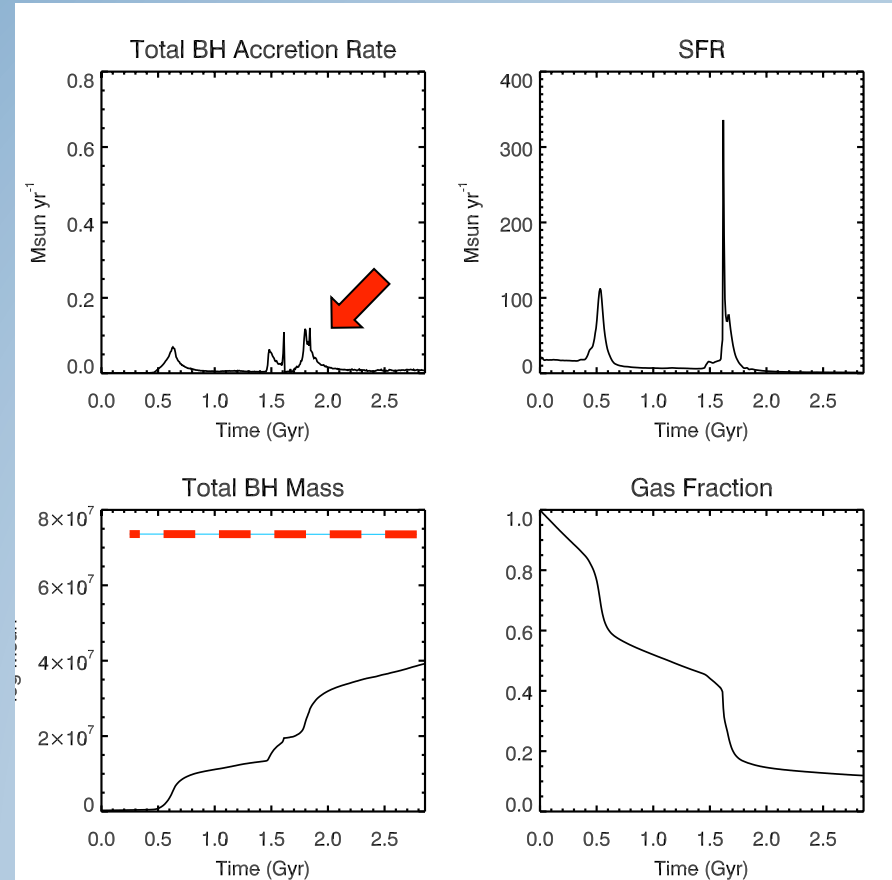 Total BH Accretion Rate
0.8
0.6
0.4
0.2
0.0
Msun yr⁻¹
0.0 0.5 1.0 1.5 2.0 2.5
Time (Gyr)
SFR
400
300
200
100
0
Msun yr⁻¹
0.0 0.5 1.0 1.5 2.0 2.5
Time (Gyr)
Total BH Mass
8×10⁷
6×10⁷
4×10⁷
2×10⁷
0
0.0 0.5 1.0 1.5 2.0 2.5
Time (Gyr)
Gas Fraction
1.0
0.8
0.6
0.4
0.2
0.0
0.0 0.5 1.0 1.5 2.0 2.5
Time (Gyr)